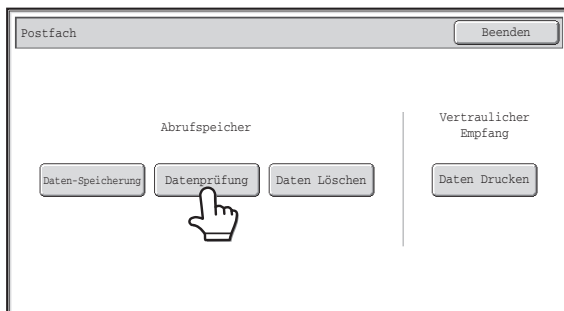 Postfach
Beenden
Abrufspeicher
Vertraulicher
Empfang
Daten-Speicherung
Datenprüfung
Daten Löschen
Daten Drucken